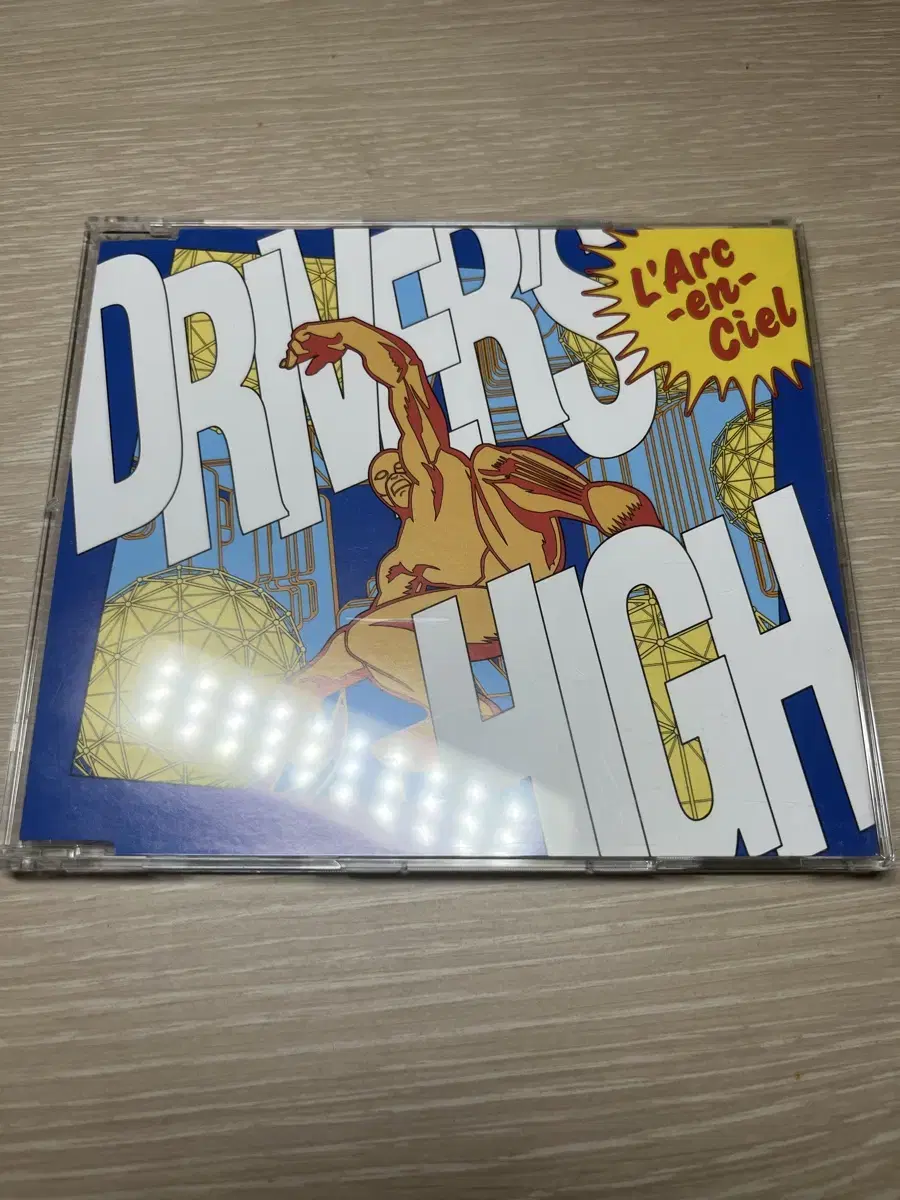 DRIVER'S
HIGH
L'Arc
-en-
Ciel